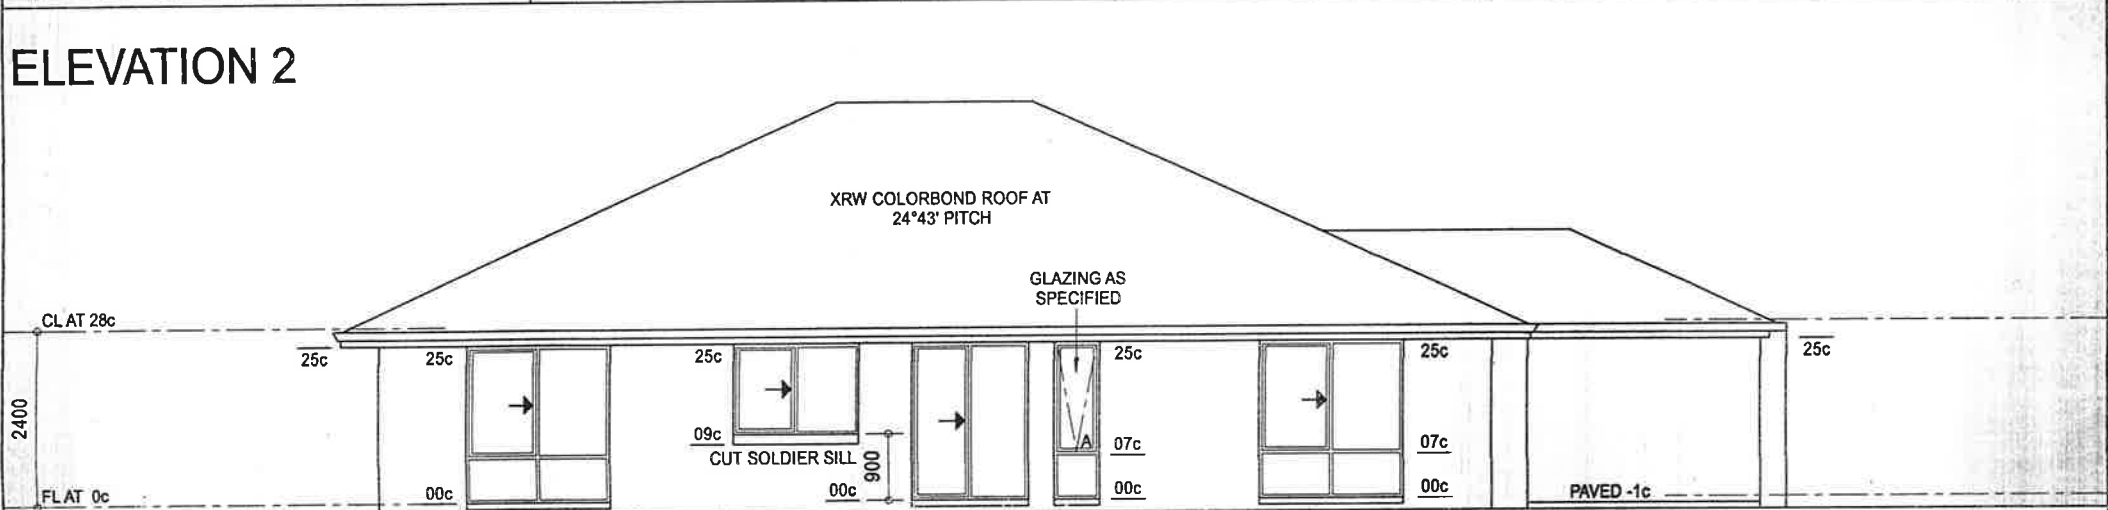 ELEVATION 2
XRW COLORBOND ROOF AT
24°43' PITCH
GLAZING AS
SPECIFIED
CL AT 28c
25c
25c
25c
25c
25c
25c
2400
09c
CUT SOLDIER SILL
900
A
07c
07c
FL AT 0c
00c
00c
00c
00c
PAVED -1c